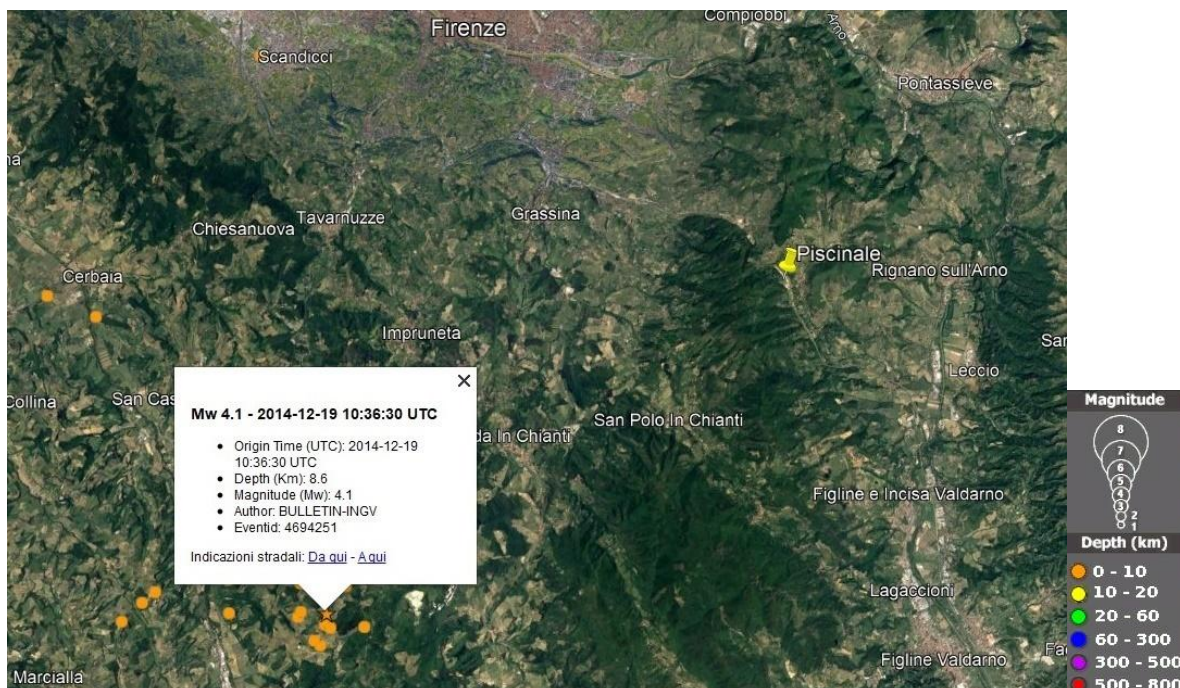 Firenze
Compiobbi
Arno
Scandicci
Pontassieve
Tavarnuzze
Grassina
Chiesanuova
Piscinale
Cerbaia
Rignano sull'Arno
Impruneta
Sar
Leccio
Collina
San Cas
San Polo In Chianti
da In Chianti
Mw 4.1 - 2014-12-19 10:36:30 UTC
• Origin Time (UTC): 2014-12-19
10:36:30 UTC
• Depth (Km): 8.6
• Magnitude (Mw): 4.1
• Author: BULLETIN-INGV
• Eventid: 4694251
Indicazioni stradali: Da qui - A qui
Figline e Incisa Valdarno
Lagaccioni
Figline Valdarno
Fa
Marcialla
Magnitude
8
7
6
5
4
3
2
1
Depth (km)
0 - 10
10 - 20
20 - 60
60 - 300
300 - 500
500 - 800